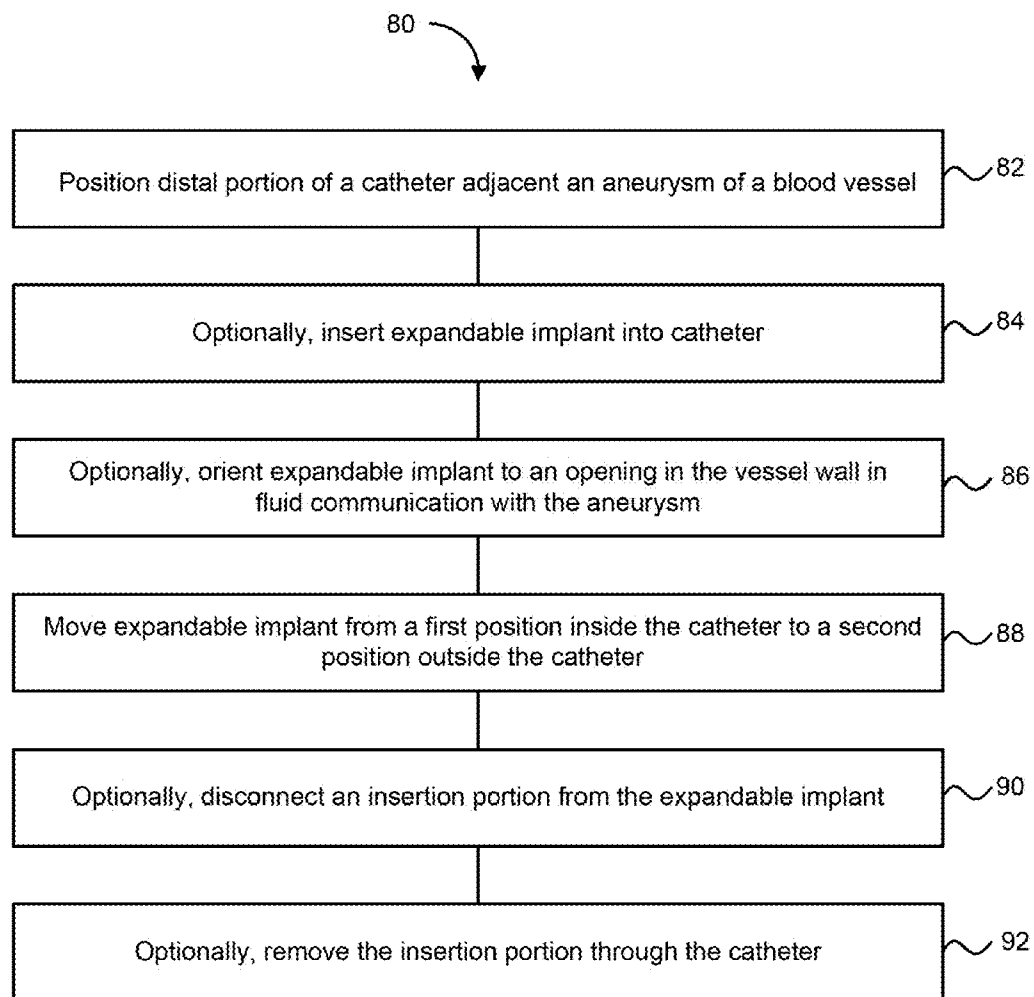 80
Position distal portion of a catheter adjacent an aneurysm of a blood vessel
82
Optionally, insert expandable implant into catheter
84
Optionally, orient expandable implant to an opening in the vessel wall in
fluid communication with the aneurysm
86
Move expandable implant from a first position inside the catheter to a second
position outside the catheter
88
Optionally, disconnect an insertion portion from the expandable implant
90
Optionally, remove the insertion portion through the catheter
92